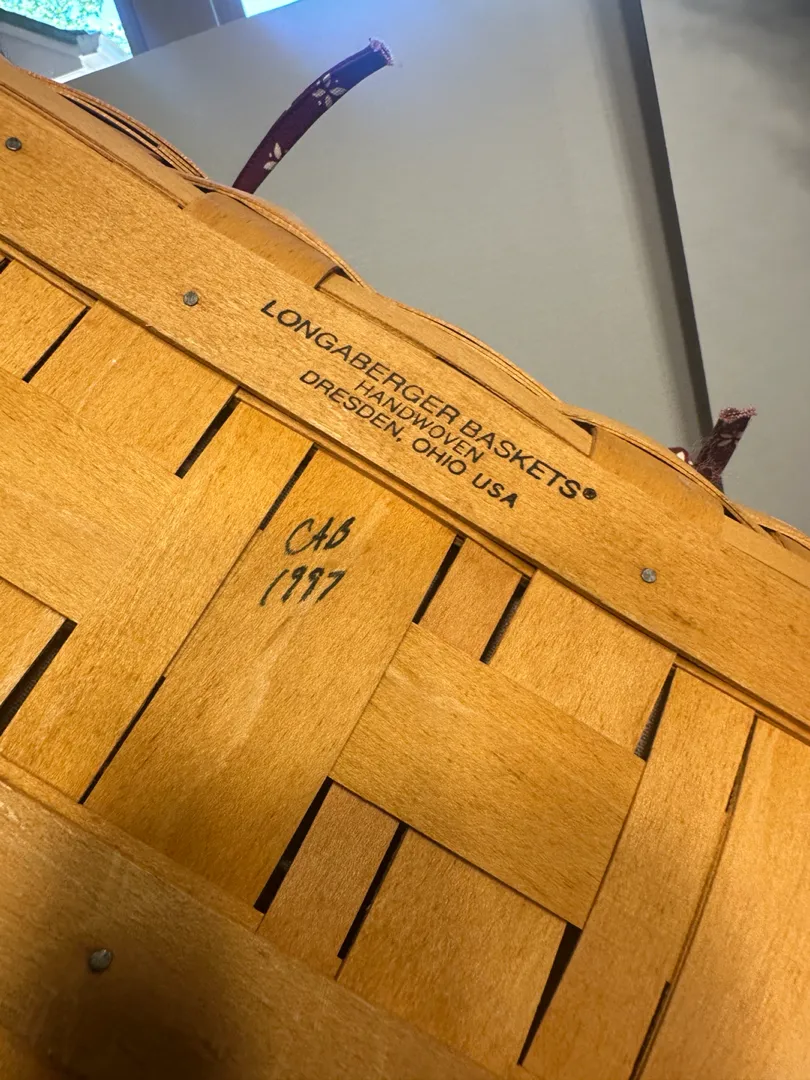 LONGABERGER BASKETS®
HANDWOVEN
DRESDEN, OHIO USA
CAB
1997